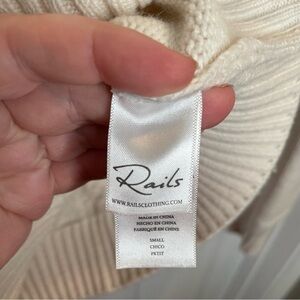 Rails
WWW.RAILSCLOTHING.COM
MADE IN CHINA
HECHO EN CHINA
FABRIQUÉ EN CHINE
SMALL
CHICO
PETIT